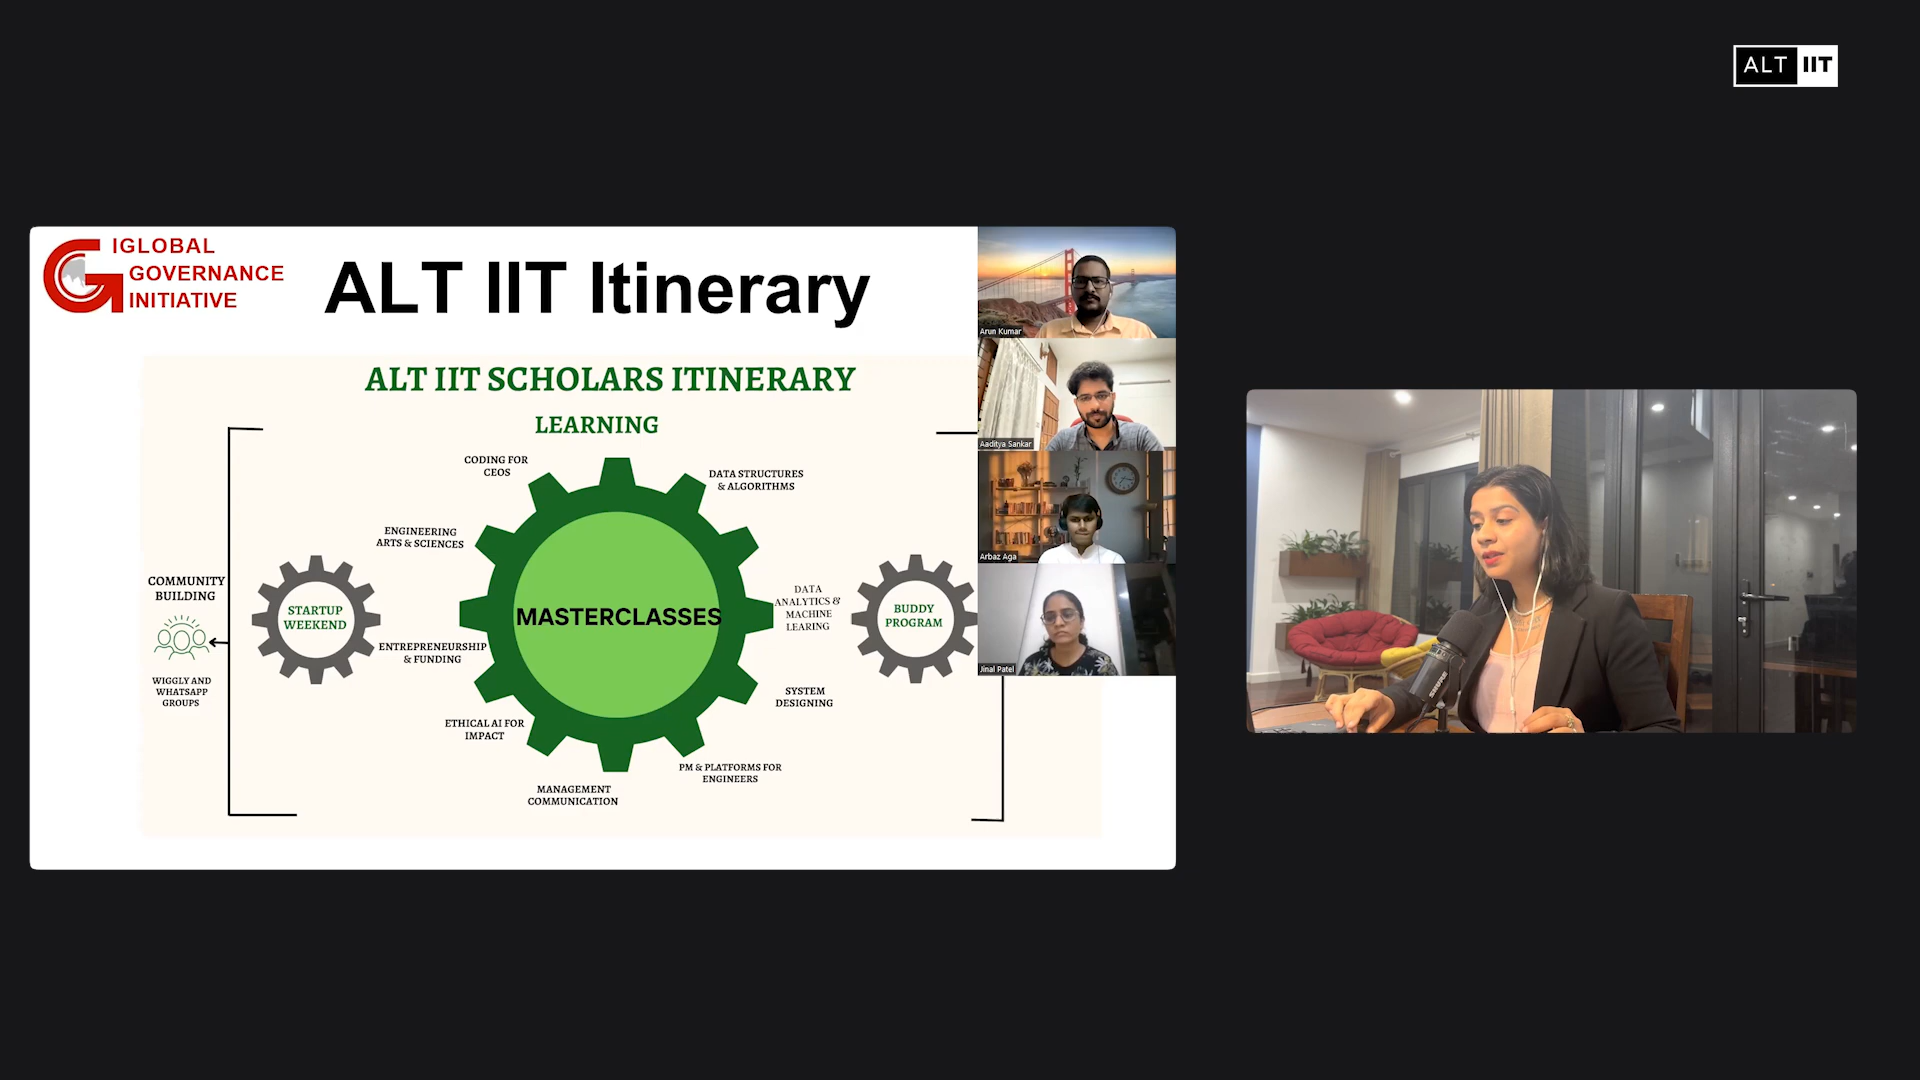 ALT IIT
IGLOBAL
GOVERNANCE
INITIATIVE
ALT IIT Itinerary
ALT IIT SCHOLARS ITINERARY
LEARNING
CODING FOR
CEOS
DATA STRUCTURES
& ALGORITHMS
ENGINEERING
ARTS & SCIENCES
COMMUNITY
BUILDING
STARTUP
WEEKEND
MASTERCLASSES
DATA
ANALYTICS &
MACHINE
LEARING
BUDDY
PROGRAM
ENTREPRENEURSHIP
& FUNDING
WIGGLY AND
WHATSAPP
GROUPS
SYSTEM
DESIGNING
ETHICAL AI FOR
IMPACT
PM & PLATFORMS FOR
ENGINEERS
MANAGEMENT
COMMUNICATION
Arun Kumar
Aaditya Sankar
Arbaz Aga
Jinal Patel
SHURE